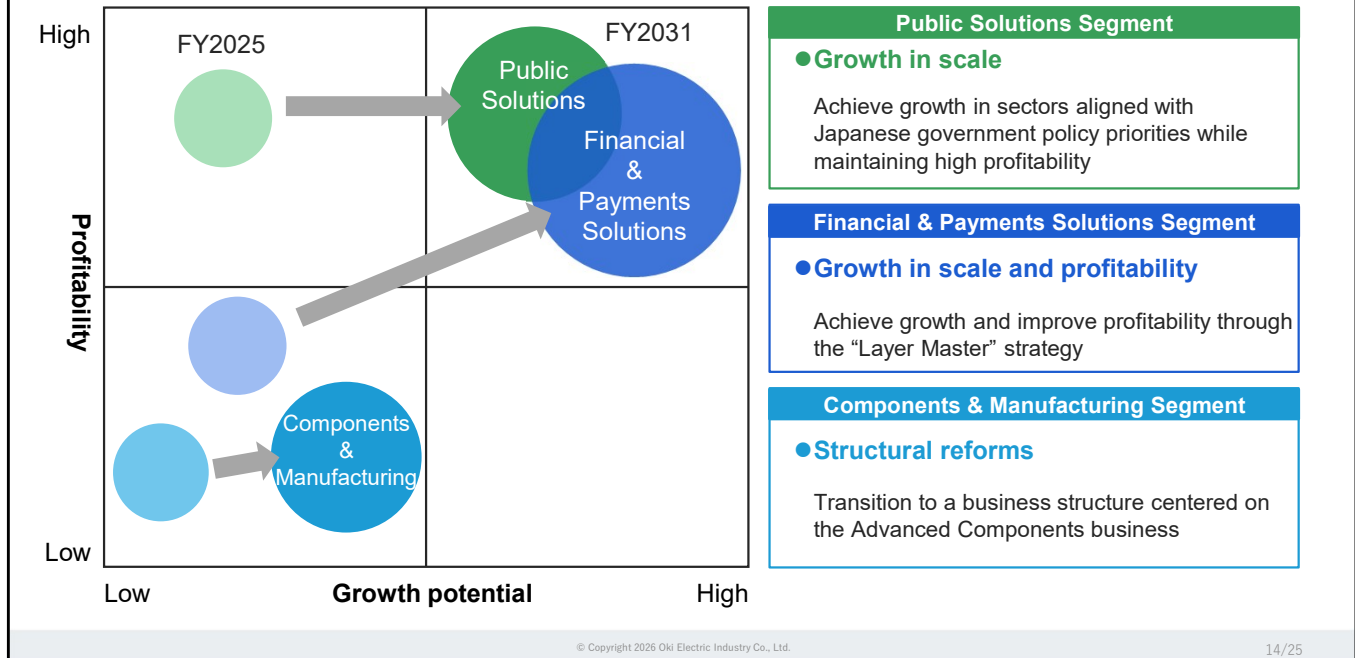 High
FY2025
FY2031
Public
Solutions
Financial
&
Payments
Solutions
Profitability
Components
&
Manufacturing
Low
Low
Growth potential
High
Public Solutions Segment
●Growth in scale
Achieve growth in sectors aligned with
Japanese government policy priorities while
maintaining high profitability
Financial & Payments Solutions Segment
●Growth in scale and profitability
Achieve growth and improve profitability through
the “Layer Master” strategy
Components & Manufacturing Segment
●Structural reforms
Transition to a business structure centered on
the Advanced Components business
© Copyright 2026 Oki Electric Industry Co., Ltd.
14/25